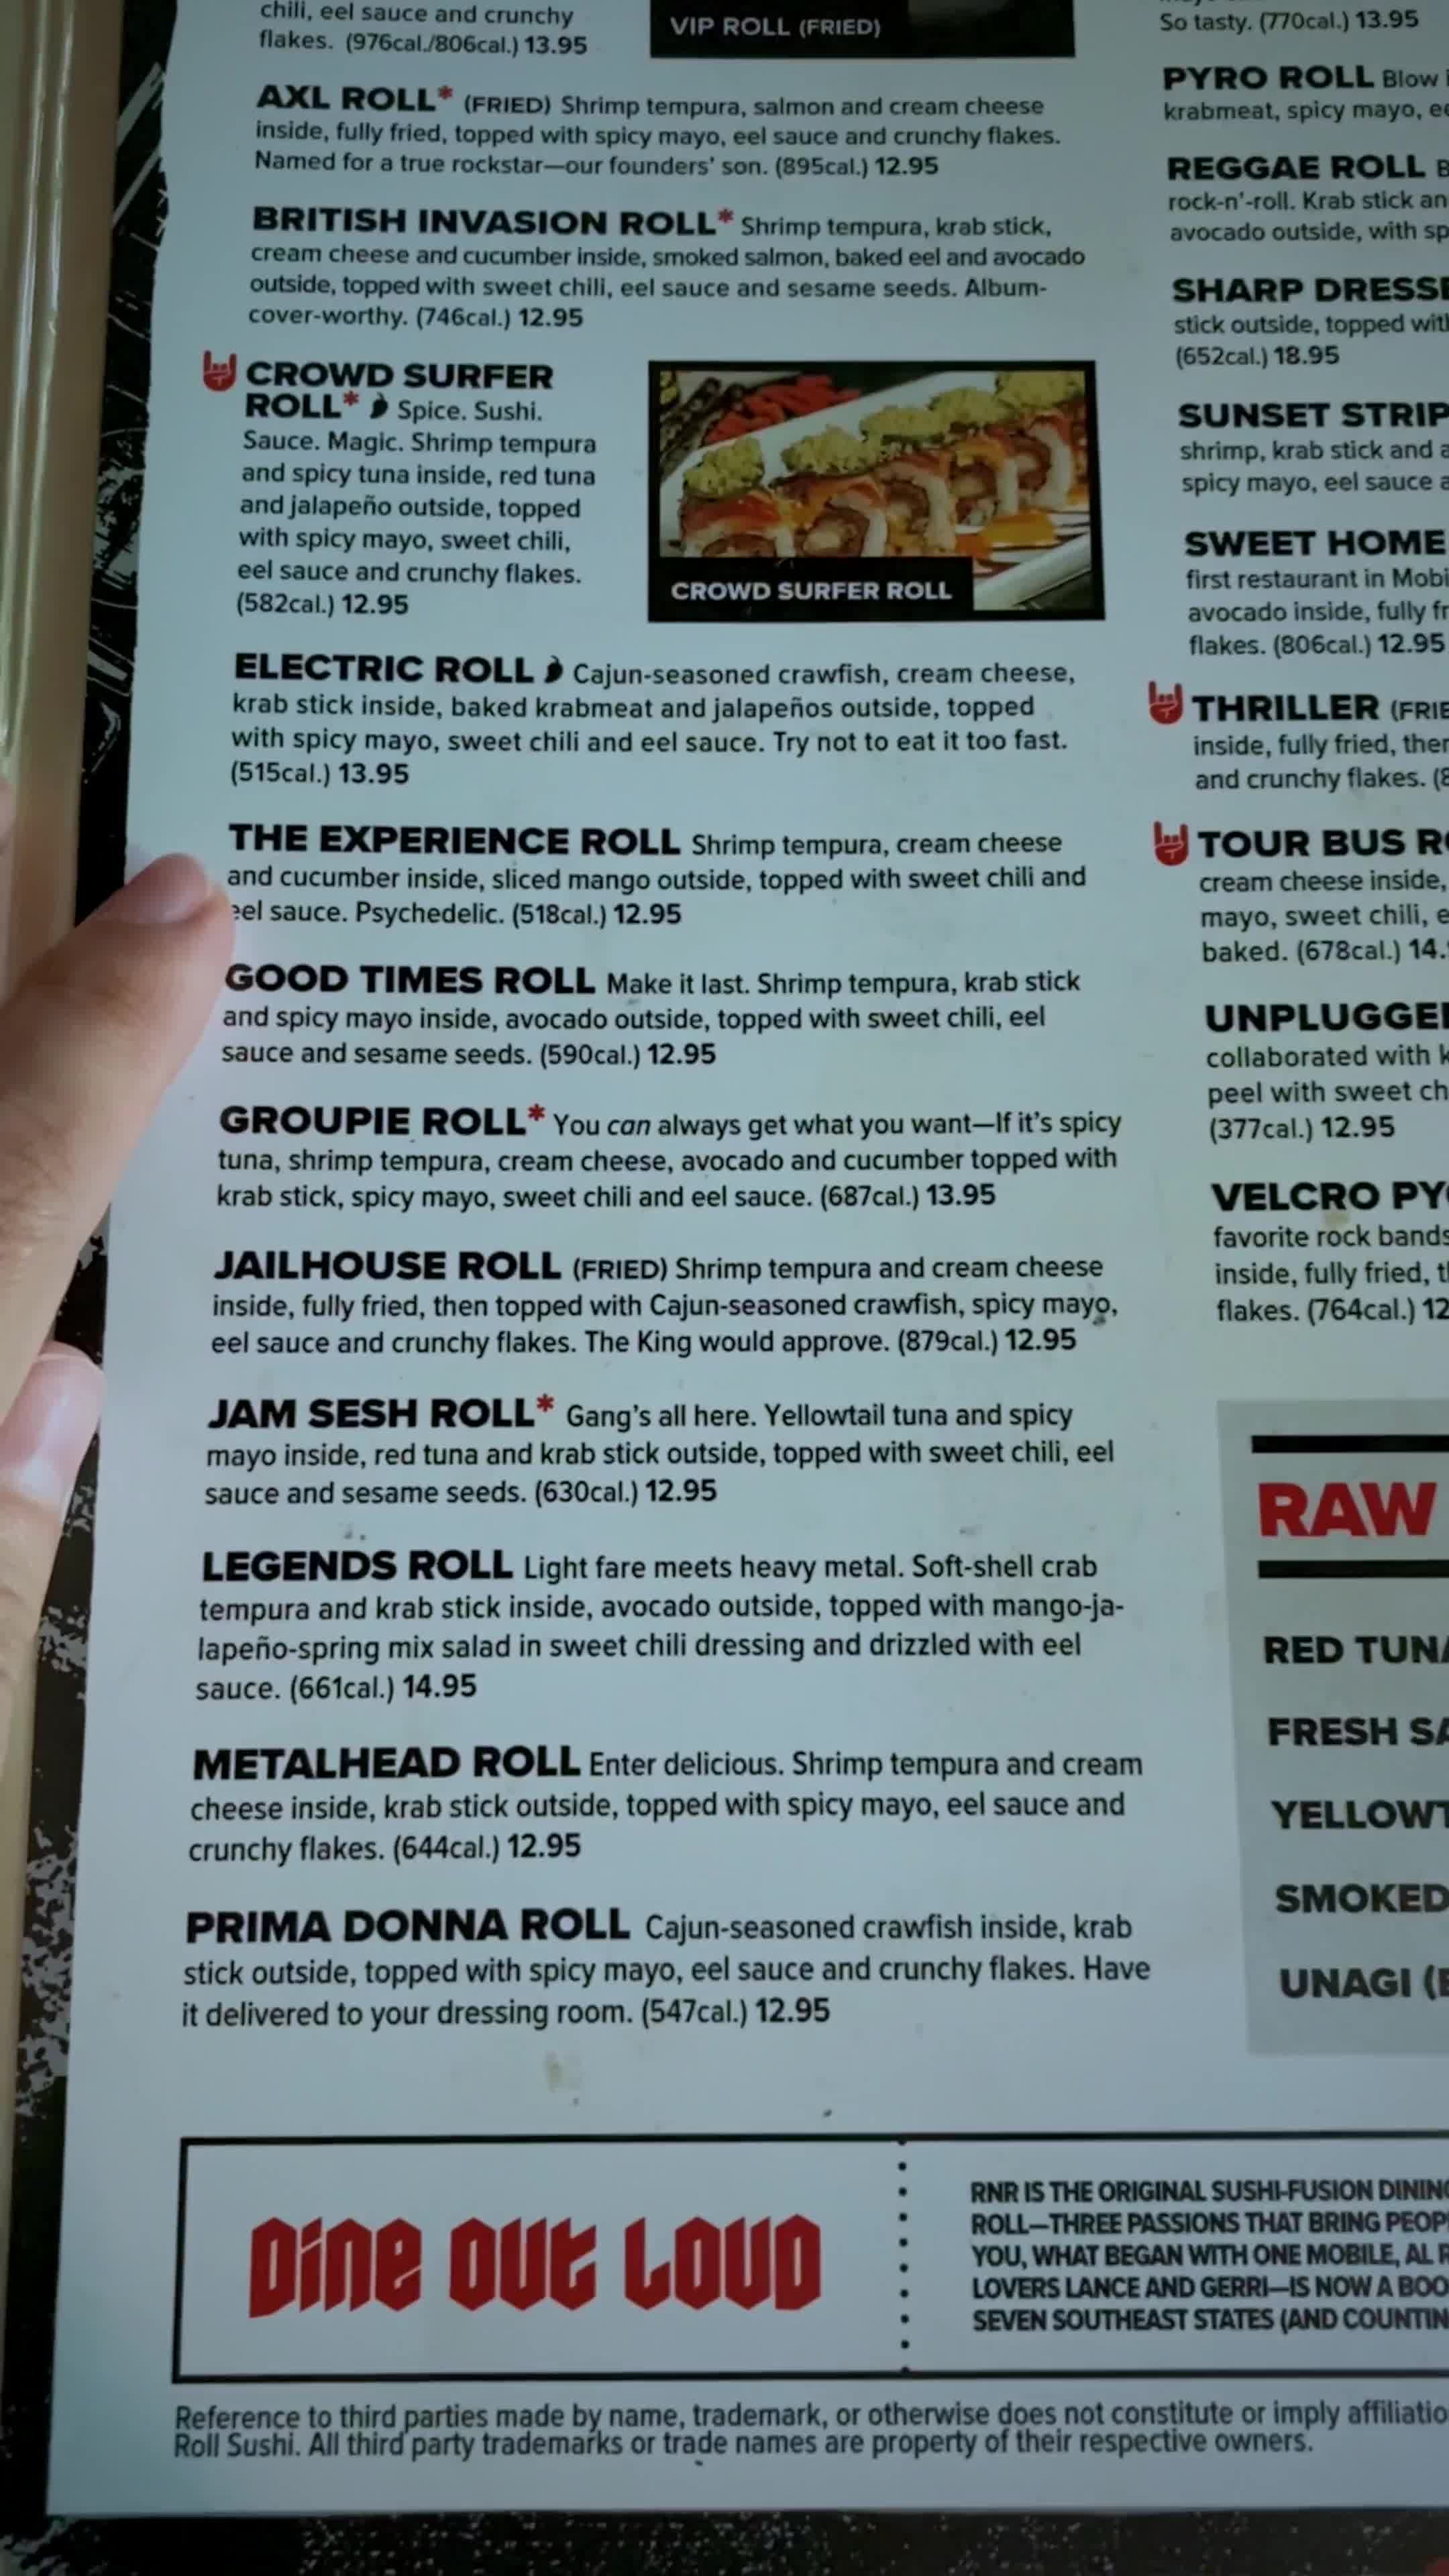 chili, eel sauce and crunchy
flakes. (976cal./806cal.) 13.95
VIP ROLL (FRIED)
AXL ROLL* (FRIED) Shrimp tempura, salmon and cream cheese
inside, fully fried, topped with spicy mayo, eel sauce and crunchy flakes.
Named for a true rockstar—our founders' son. (895cal.) 12.95
BRITISH INVASION ROLL* Shrimp tempura, krab stick,
cream cheese and cucumber inside, smoked salmon, baked eel and avocado
outside, topped with sweet chili, eel sauce and sesame seeds. Album-
cover-worthy. (746cal.) 12.95
CROWD SURFER
ROLL* Spice. Sushi.
Sauce. Magic. Shrimp tempura
and spicy tuna inside, red tuna
and jalapeño outside, topped
with spicy mayo, sweet chili,
eel sauce and crunchy flakes.
(582cal.) 12.95
CROWD SURFER ROLL
ELECTRIC ROLL Cajun-seasoned crawfish, cream cheese,
krab stick inside, baked krabmeat and jalapeños outside, topped
with spicy mayo, sweet chili and eel sauce. Try not to eat it too fast.
(515cal.) 13.95
THE EXPERIENCE ROLL Shrimp tempura, cream cheese
and cucumber inside, sliced mango outside, topped with sweet chili and
eel sauce. Psychedelic. (518cal.) 12.95
GOOD TIMES ROLL Make it last. Shrimp tempura, krab stick
and spicy mayo inside, avocado outside, topped with sweet chili, eel
sauce and sesame seeds. (590cal.) 12.95
GROUPIE ROLL* You can always get what you want—If it's spicy
tuna, shrimp tempura, cream cheese, avocado and cucumber topped with
krab stick, spicy mayo, sweet chili and eel sauce. (687cal.) 13.95
JAILHOUSE ROLL (FRIED) Shrimp tempura and cream cheese
inside, fully fried, then topped with Cajun-seasoned crawfish, spicy mayo,
eel sauce and crunchy flakes. The King would approve. (879cal.) 12.95
JAM SESH ROLL* Gang's all here. Yellowtail tuna and spicy
mayo inside, red tuna and krab stick outside, topped with sweet chili, eel
sauce and sesame seeds. (630cal.) 12.95
LEGENDS ROLL Light fare meets heavy metal. Soft-shell crab
tempura and krab stick inside, avocado outside, topped with mango-ja-
lapeño-spring mix salad in sweet chili dressing and drizzled with eel
sauce. (661cal.) 14.95
METALHEAD ROLL Enter delicious. Shrimp tempura and cream
cheese inside, krab stick outside, topped with spicy mayo, eel sauce and
crunchy flakes. (644cal.) 12.95
PRIMA DONNA ROLL Cajun-seasoned crawfish inside, krab
stick outside, topped with spicy mayo, eel sauce and crunchy flakes. Have
it delivered to your dressing room. (547cal.) 12.95
So tasty. (770cal.) 13.95
PYRO ROLL Blow
krabmeat, spicy mayo,
REGGAE ROLL
rock-n'-roll. Krab stick an
avocado outside, with sp
SHARP DRESSE
stick outside, topped with
(652cal.) 18.95
SUNSET STRIP
shrimp, krab stick and a
spicy mayo, eel sauce a
SWEET HOME
first restaurant in Mobi
avocado inside, fully fr
flakes. (806cal.) 12.95
THRILLER (FRIE
inside, fully fried, then
and crunchy flakes. (8
TOUR BUS RO
cream cheese inside,
mayo, sweet chili, e
baked. (678cal.) 14.
UNPLUGGE
collaborated with k
peel with sweet ch
(377cal.) 12.95
VELCRO PY
favorite rock bands
inside, fully fried, t
flakes. (764cal.) 12
RAW
RED TUNA
FRESH SA
YELLOWT
SMOKED
UNAGI (
Dine Out Loud
RNR IS THE ORIGINAL SUSHI-FUSION DINING
ROLL—THREE PASSIONS THAT BRING PEOP
YOU, WHAT BEGAN WITH ONE MOBILE, AL R
LOVERS LANCE AND GERRI—IS NOW A BOO
SEVEN SOUTHEAST STATES (AND COUNTIN
Reference to third parties made by name, trademark, or otherwise does not constitute or imply affiliatio
Roll Sushi. All third party trademarks or trade names are property of their respective owners.